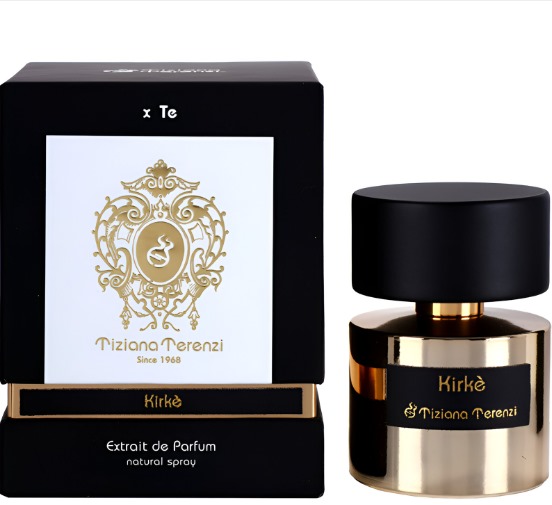 x Te
Tiziana Terenzi
Since 1968
Kirkè
Extrait de Parfum
natural spray
Kirkè
Tiziana Terenzi